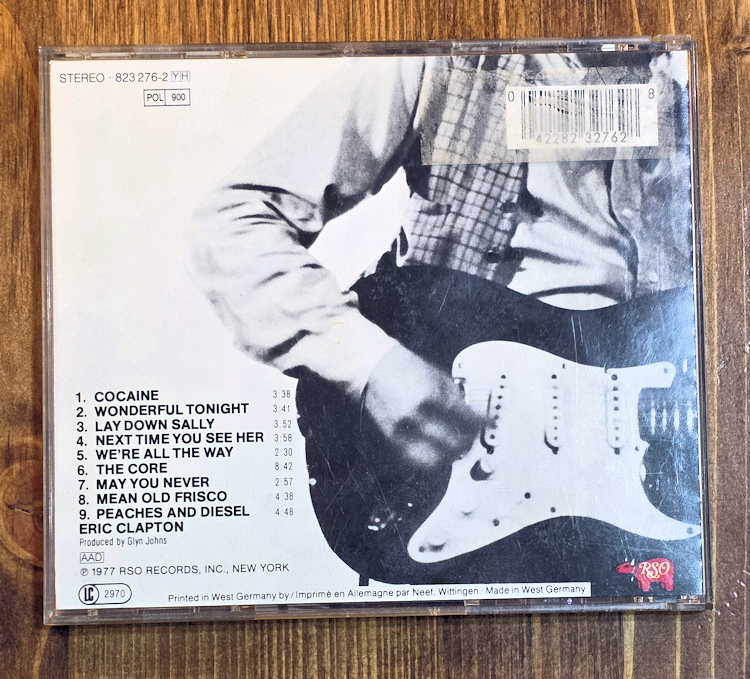 STEREO · 823 276-2 Y H
POL 900
0 42282 32762 8
1. COCAINE 3:38
2. WONDERFUL TONIGHT 3:41
3. LAY DOWN SALLY 3:52
4. NEXT TIME YOU SEE HER 3:58
5. WE'RE ALL THE WAY 2:30
6. THE CORE 8:42
7. MAY YOU NEVER 2:57
8. MEAN OLD FRISCO 4:38
9. PEACHES AND DIESEL 4:48
ERIC CLAPTON
Produced by Glyn Johns
AAD
℗ 1977 RSO RECORDS, INC., NEW YORK
LC 2970
Printed in West Germany by / Imprimé en Allemagne par Neef, Wittingen · Made in West Germany
RSO